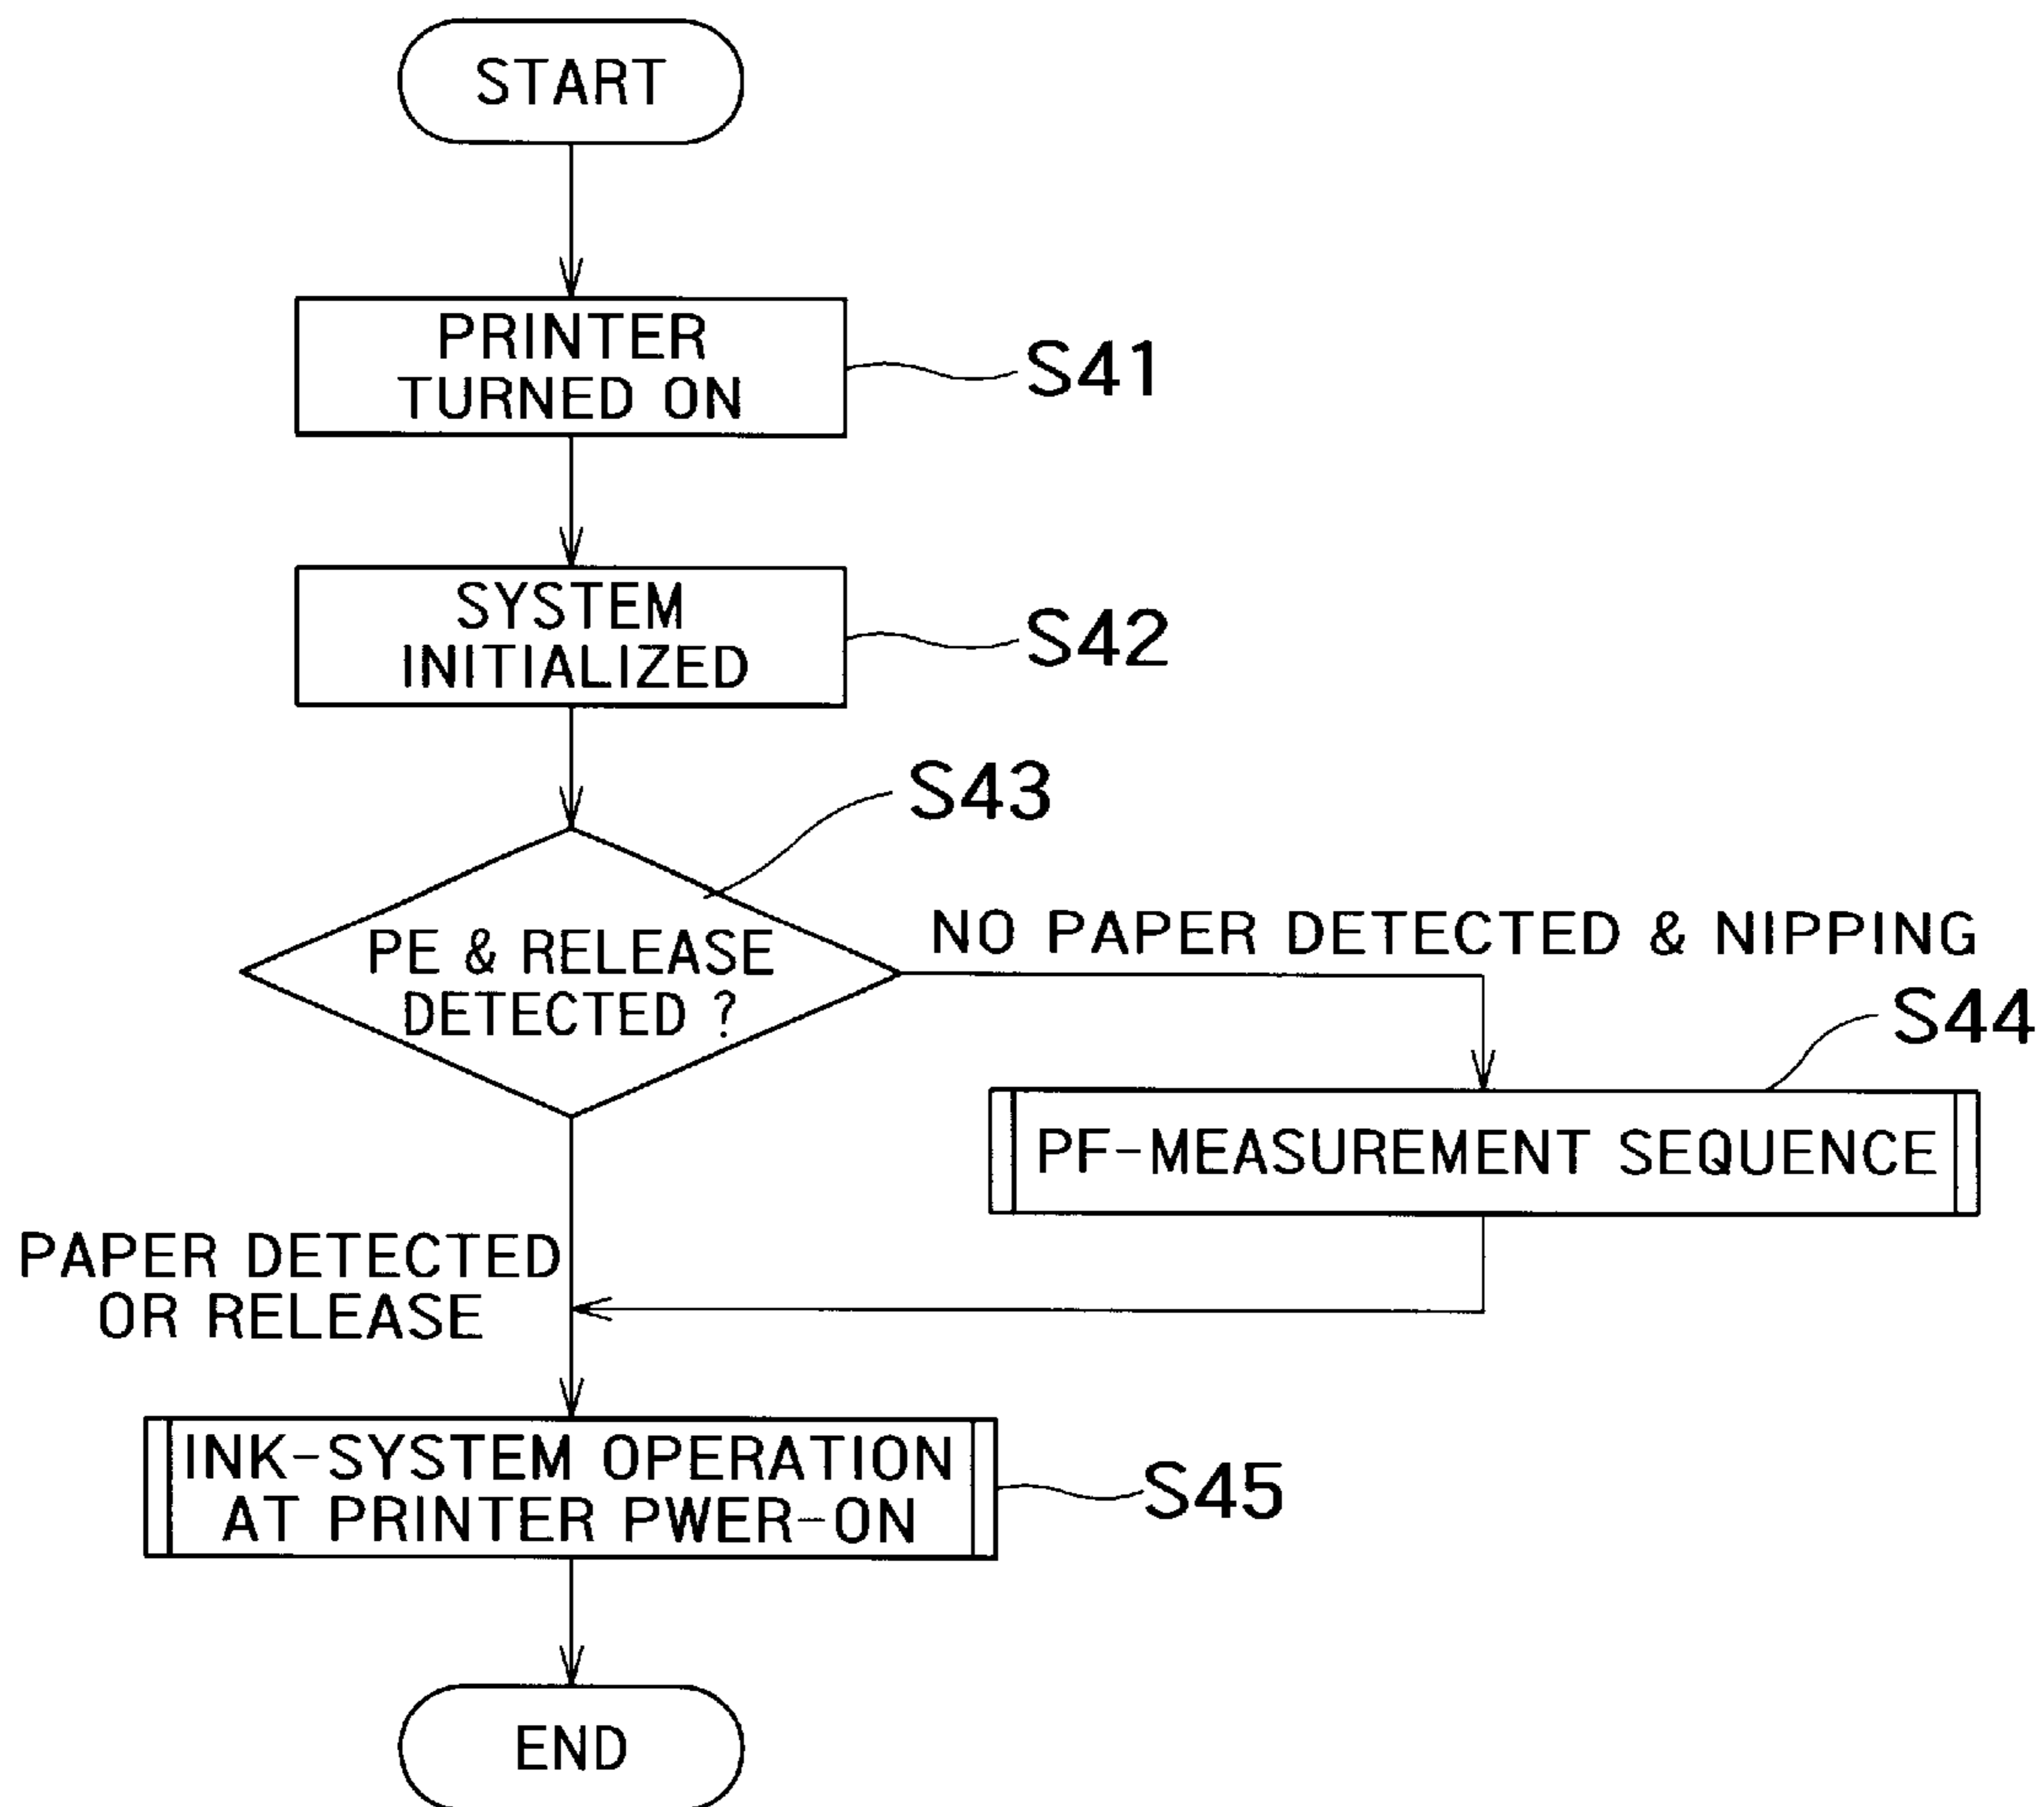 START
PRINTER
TURNED ON
S41
SYSTEM
INITIALIZED
S42
S43
PE & RELEASE
DETECTED ?
NO PAPER DETECTED & NIPPING
S44
PF-MEASUREMENT SEQUENCE
PAPER DETECTED
OR RELEASE
INK-SYSTEM OPERATION
AT PRINTER PWER-ON
S45
END